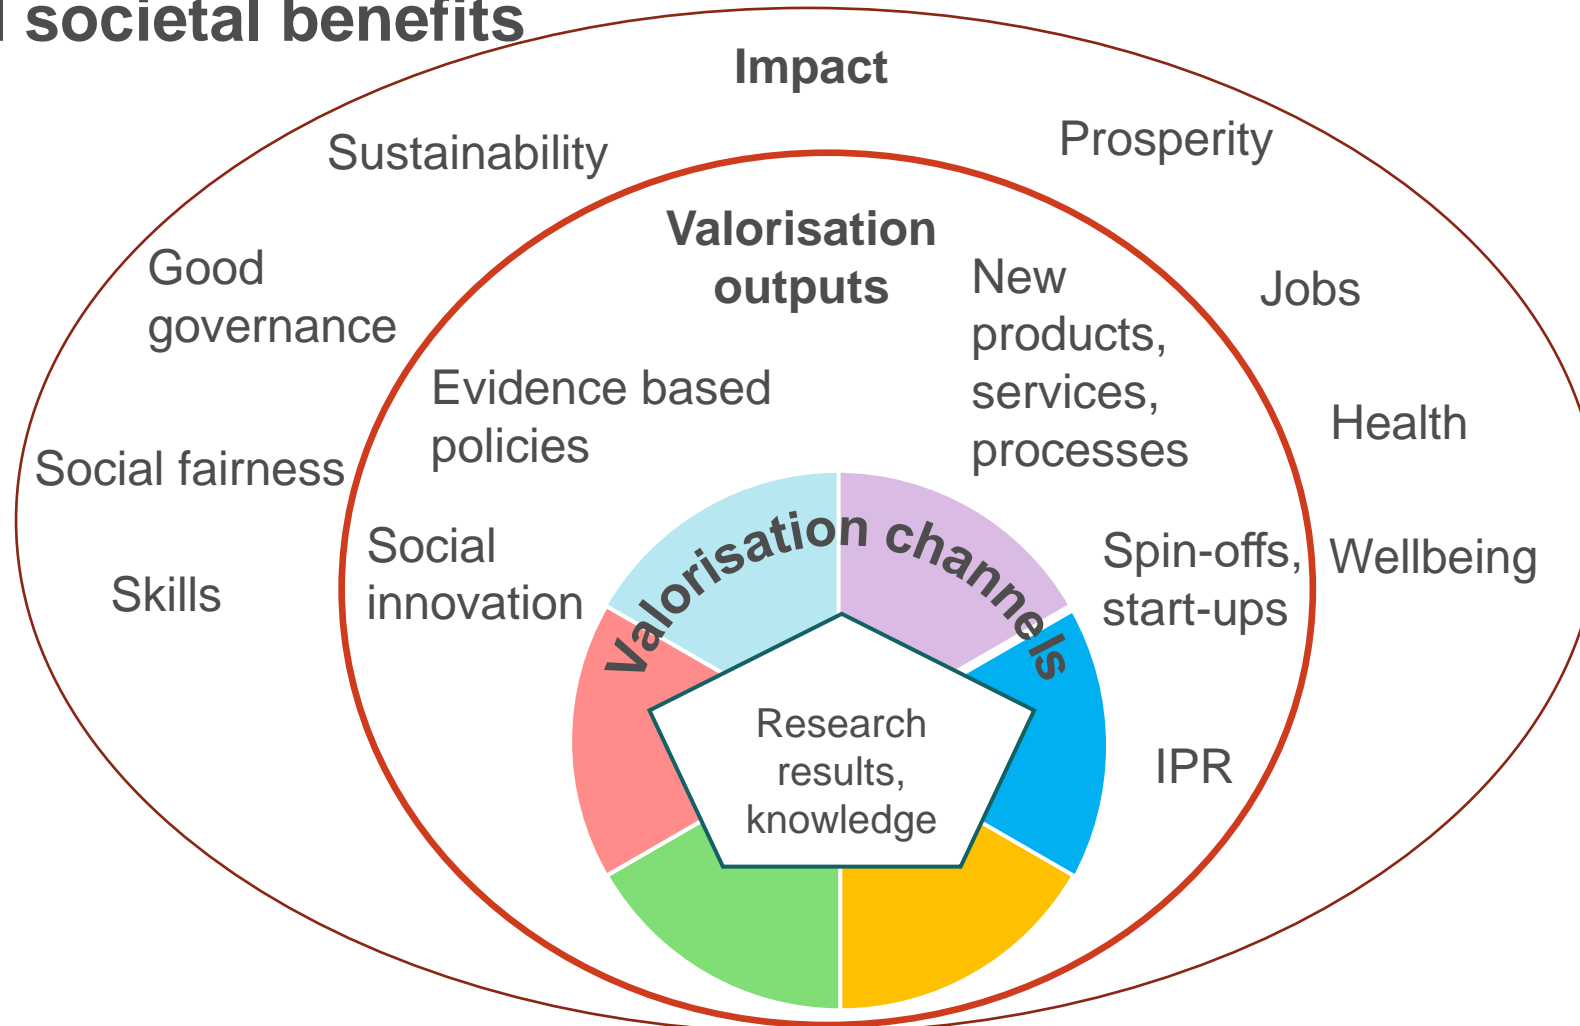 societal benefits
Impact
Sustainability
Prosperity
Valorisation
outputs
Good
governance
New
products,
services,
processes
Jobs
Evidence based
policies
Health
Social fairness
Social
innovation
Valorisation channels
Spin-offs,
start-ups
Wellbeing
Skills
Research
results,
knowledge
IPR